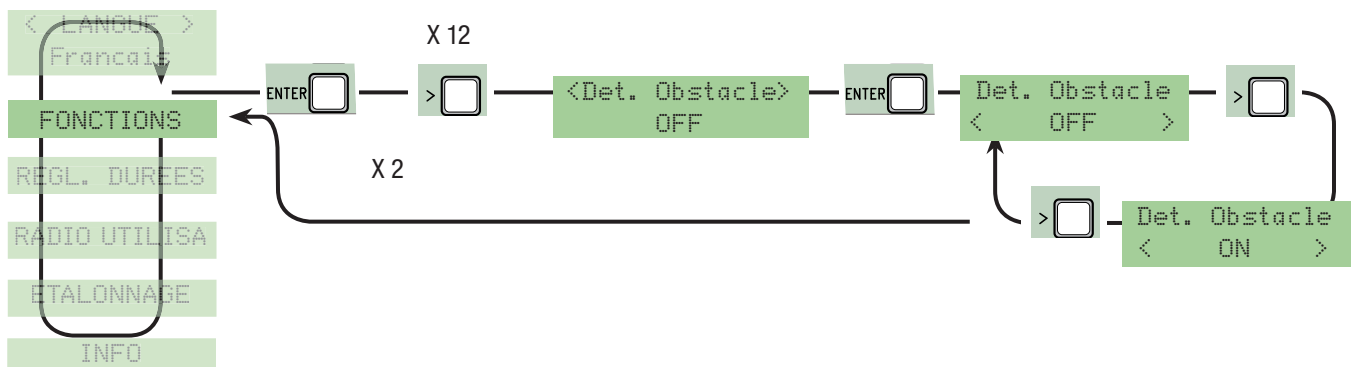 < LANGUE >
Francais
FONCTIONS
REGL. DUREES
RADIO UTILISA
ETALONNAGE
INFO
ENTER
X 12
>
<Det. Obstacle>
OFF
ENTER
Det. Obstacle
< OFF >
>
X 2
>
Det. Obstacle
< ON >